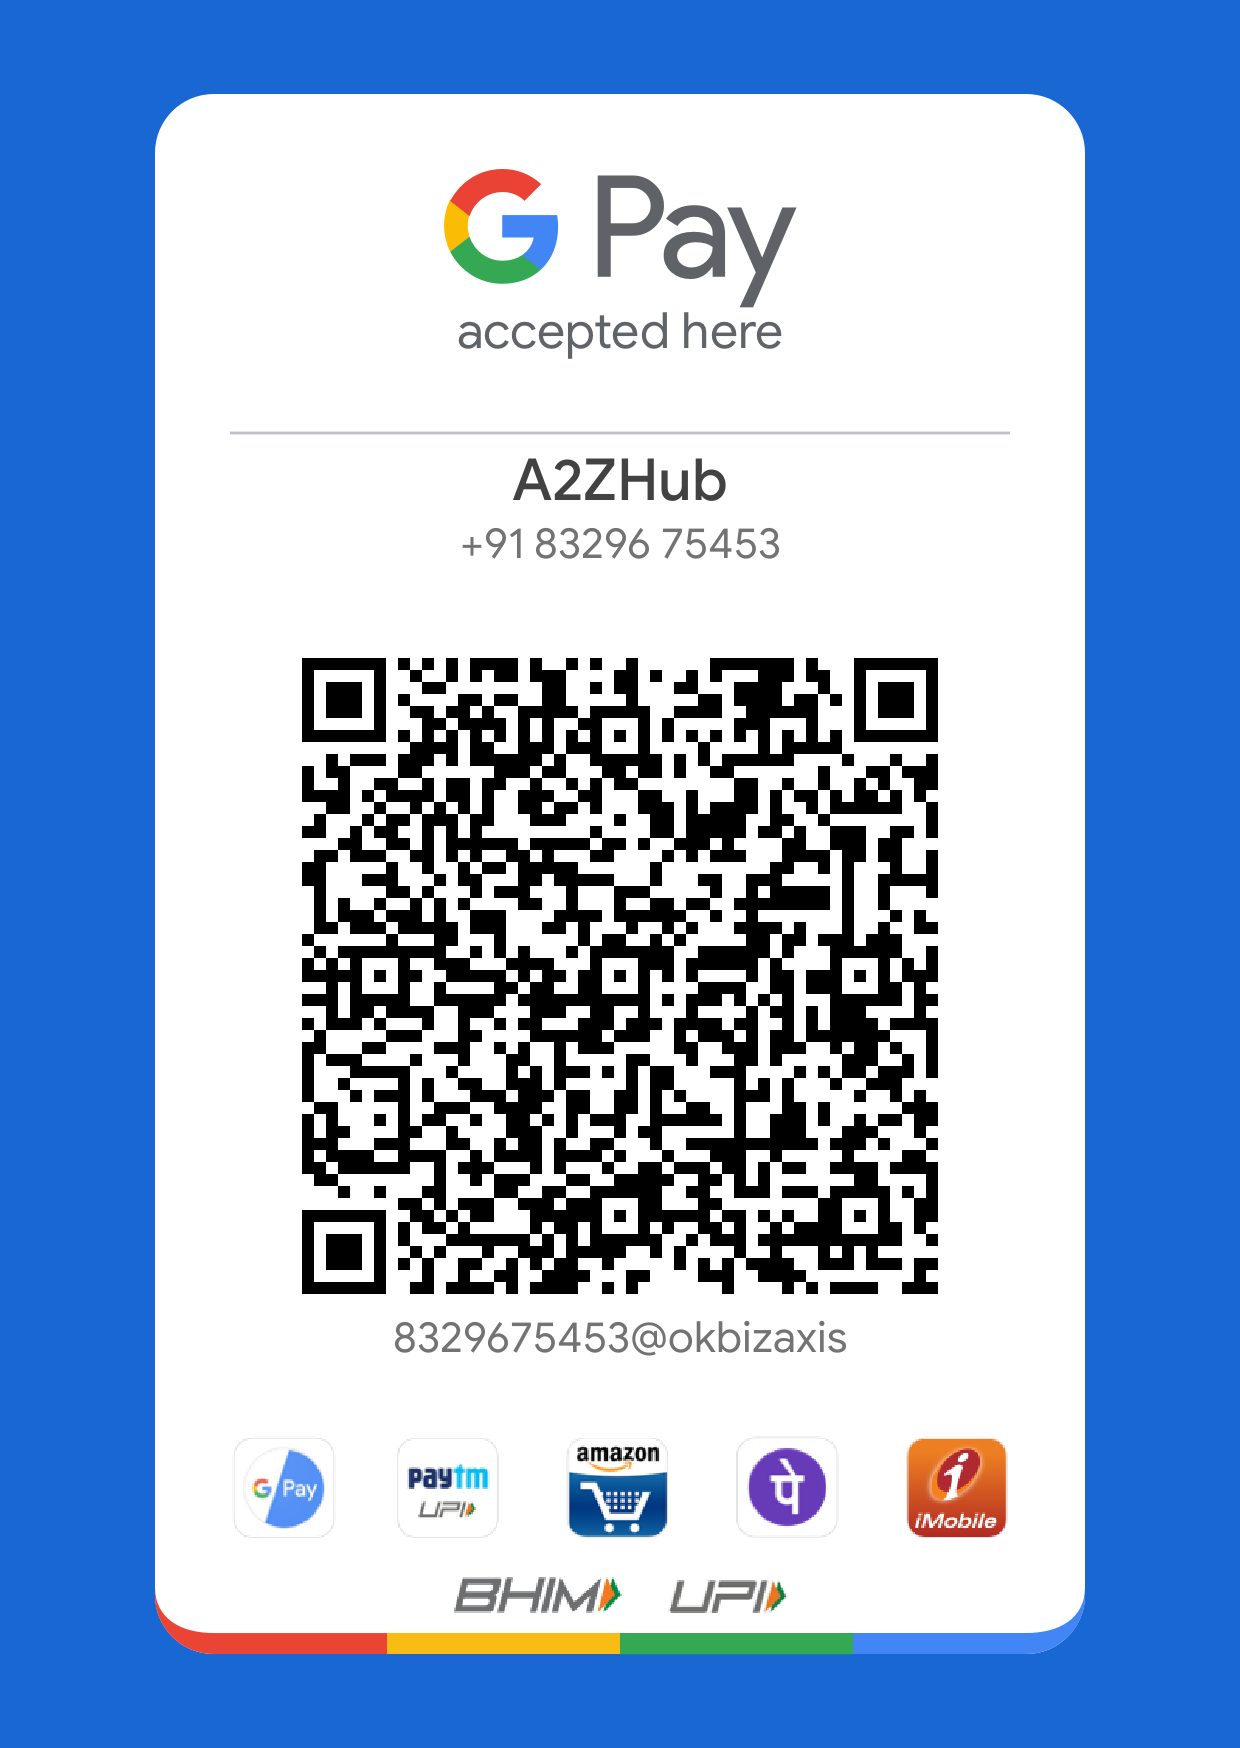 G Pay
accepted here
A2ZHub
+91 83296 75453
8329675453@okbizaxis
G Pay
paytm
UPI
amazon
पे
i
iMobile
BHIM UPI